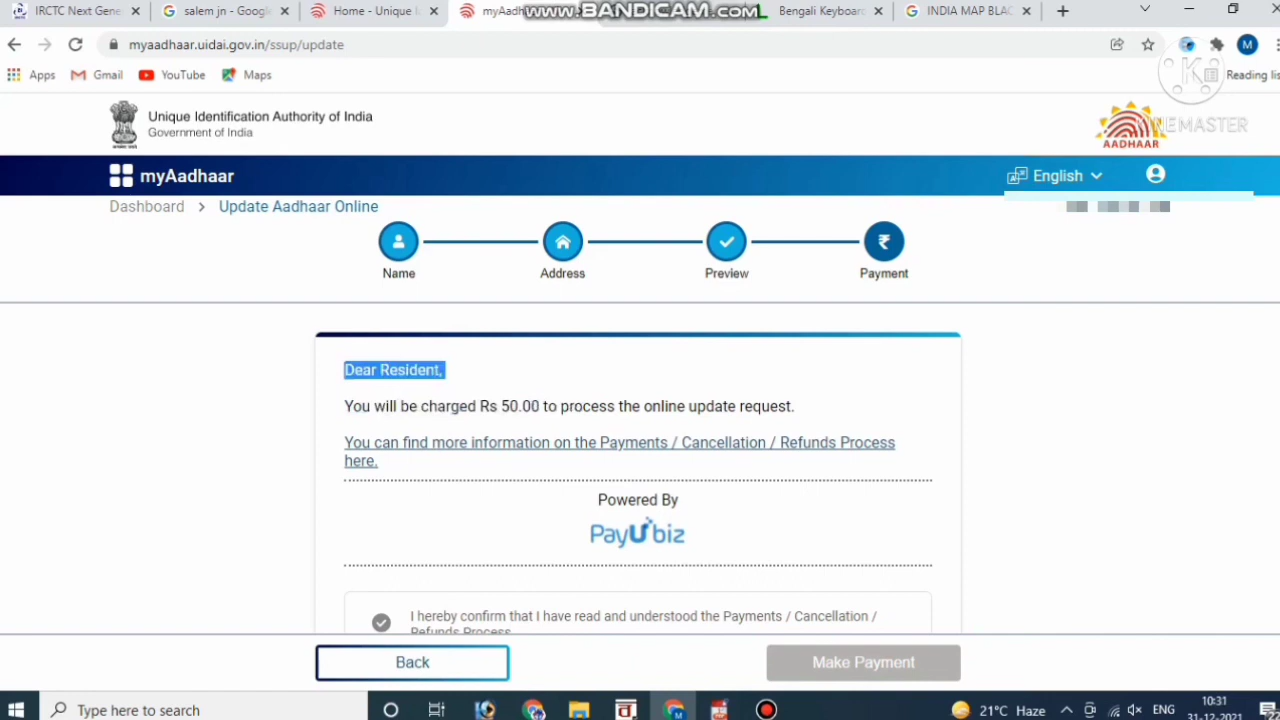 IRCTC Next Gene
salem jn - Google
Home - Unique I
myAadh
www.BANDICAM.com
Bengali Keyboard
INDIA MAP BLAC
myaadhaar.uidai.gov.in/ssup/update
M
Apps
Gmail
YouTube
Maps
Reading lis
K
NEMASTER
Unique Identification Authority of India
Government of India
AADHAAR
myAadhaar
English
Dashboard > Update Aadhaar Online
Name
Address
Preview
₹
Payment
Dear Resident,
You will be charged Rs 50.00 to process the online update request.
You can find more information on the Payments / Cancellation / Refunds Process
here.
Powered By
PayUbiz
I hereby confirm that I have read and understood the Payments / Cancellation /
Refunds Process
Back
Make Payment
Type here to search
21°C Haze
ENG
10:31
31-12-2021